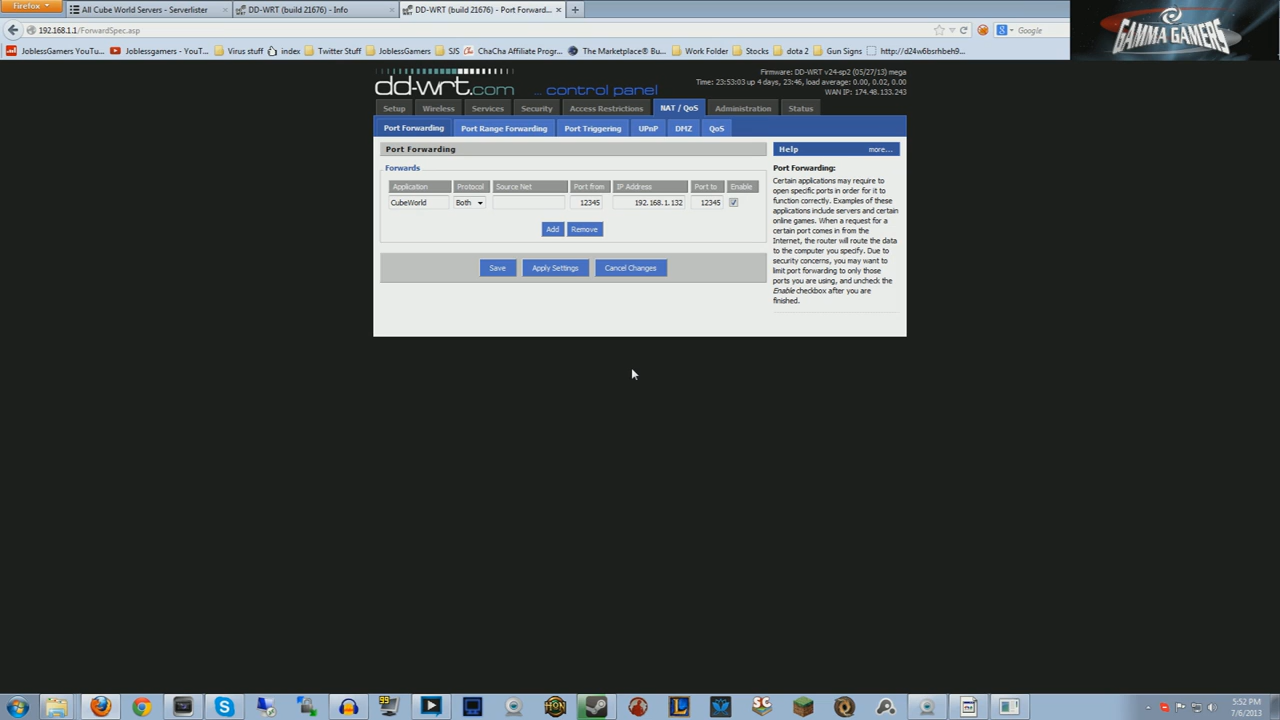 Firefox
All Cube World Servers - Serverlister
DD-WRT (build 21676) - Info
DD-WRT (build 21676) - Port Forward...
192.168.1.1/ForwardSpec.asp
Google
JoblessGamers YouTu...
Joblessgamers - YouT...
Virus stuff
index
Twitter Stuff
JoblessGamers
SJS
ChaCha Affiliate Progr...
The Marketplace® Bu...
Work Folder
Stocks
dota 2
Gun Signs
http://d24w6bsrhbeh9...
GAMMA GAMERS
dd-wrt.com ... control panel
Firmware: DD-WRT v24-sp2 (05/27/13) mega
Time: 23:53:03 up 4 days, 23:46, load average: 0.00, 0.02, 0.00
WAN IP: 174.48.133.243
Setup
Wireless
Services
Security
Access Restrictions
NAT / QoS
Administration
Status
Port Forwarding
Port Range Forwarding
Port Triggering
UPnP
DMZ
QoS
Port Forwarding
Forwards
Application Protocol Source Net Port from IP Address Port to Enable
CubeWorld Both 12345 192.168.1.132 12345
Add
Remove
Save
Apply Settings
Cancel Changes
Help more...
Port Forwarding:
Certain applications may require to
open specific ports in order for it to
function correctly. Examples of these
applications include servers and certain
online games. When a request for a
certain port comes in from the
Internet, the router will route the data
to the computer you specify. Due to
security concerns, you may want to
limit port forwarding to only those
ports you are using, and uncheck the
Enable checkbox after you are
finished.
99
HON
SC
5:52 PM
7/6/2013